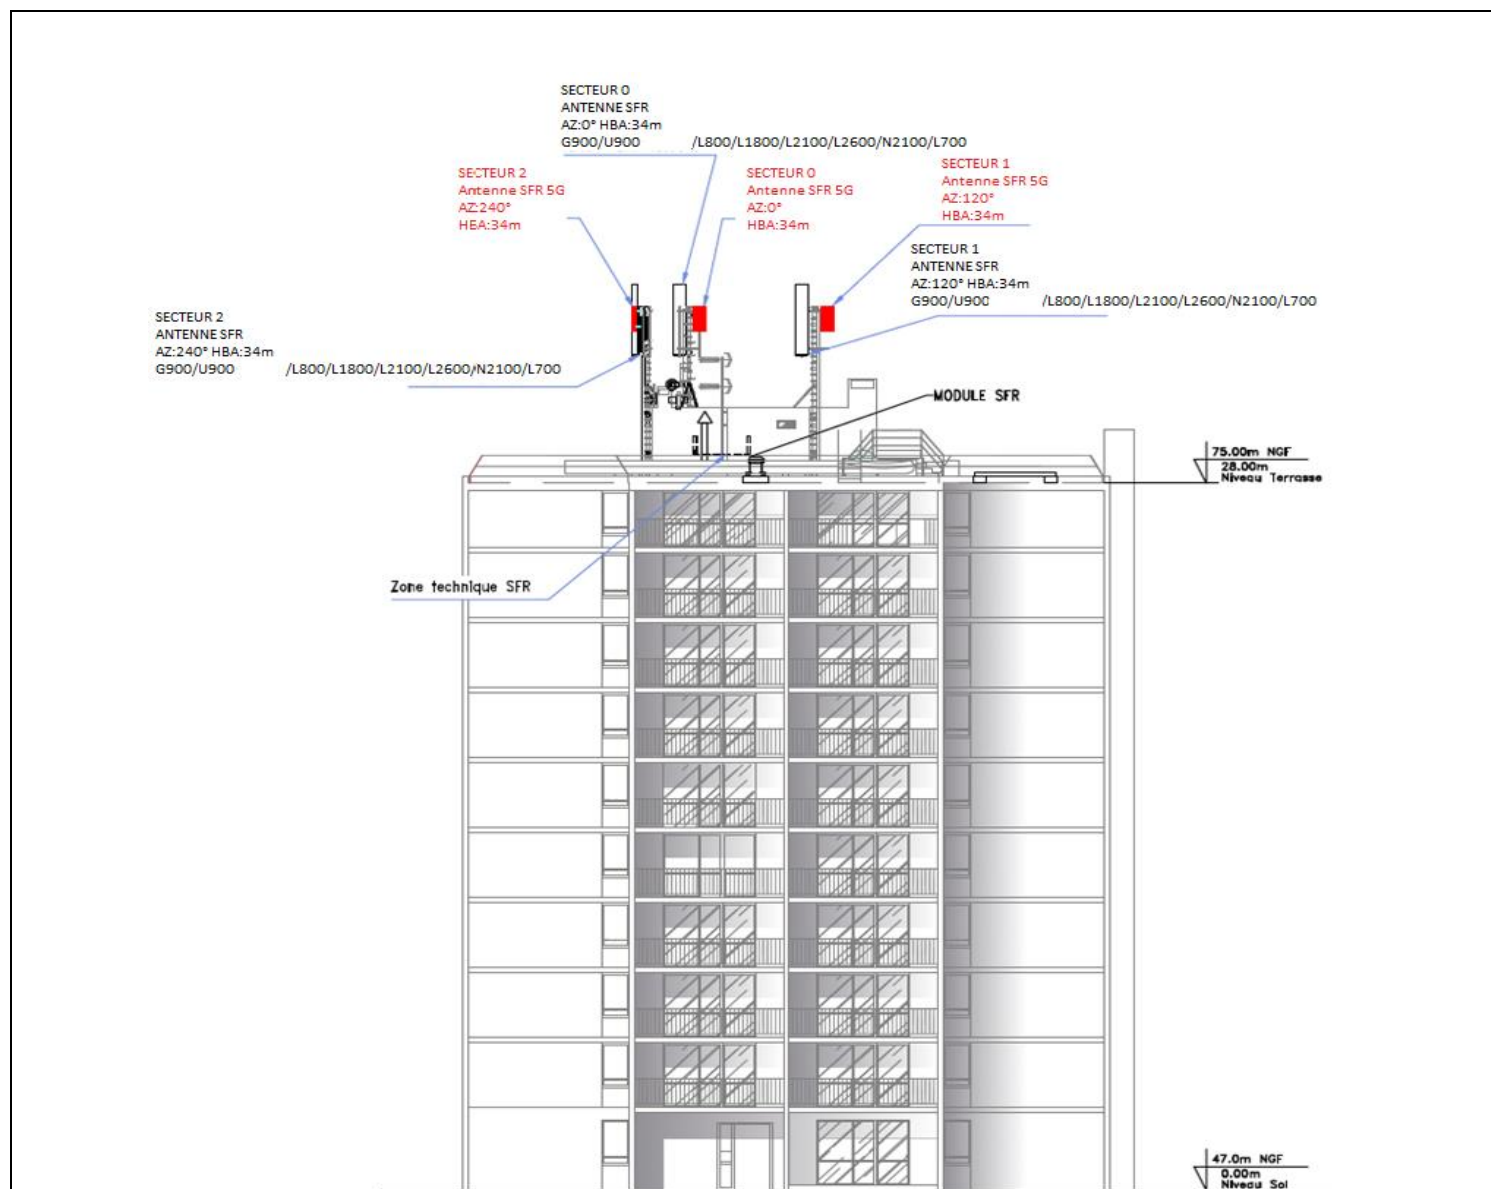 SECTEUR 0
ANTENNE SFR
AZ:0° HBA:34m
G900/U900 /L800/L1800/L2100/L2600/N2100/L700
SECTEUR 2
Antenne SFR 5G
AZ:240°
HEA:34m
SECTEUR 0
Antenne SFR 5G
AZ:0°
HBA:34m
SECTEUR 1
Antenne SFR 5G
AZ:120°
HBA:34m
SECTEUR 1
ANTENNE SFR
AZ:120° HBA:34m
G900/U900 /L800/L1800/L2100/L2600/N2100/L700
SECTEUR 2
ANTENNE SFR
AZ:240° HBA:34m
G900/U900 /L800/L1800/L2100/L2600/N2100/L700
MODULE SFR
75.00m NGF
28.00m
Niveau Terrasse
Zone technique SFR
47.0m NGF
0.00m
Niveau Sol